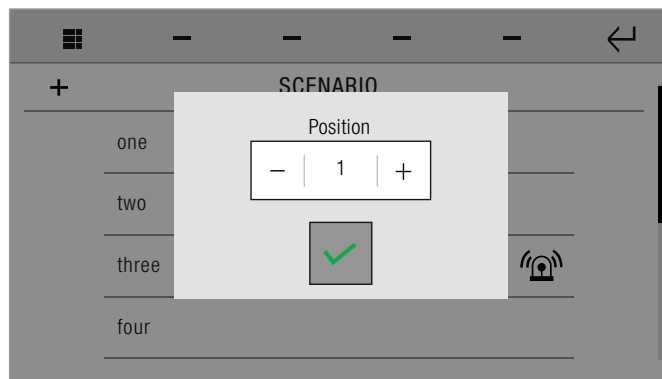 SCENARIO
Position
one
− 1 +
two
three
four